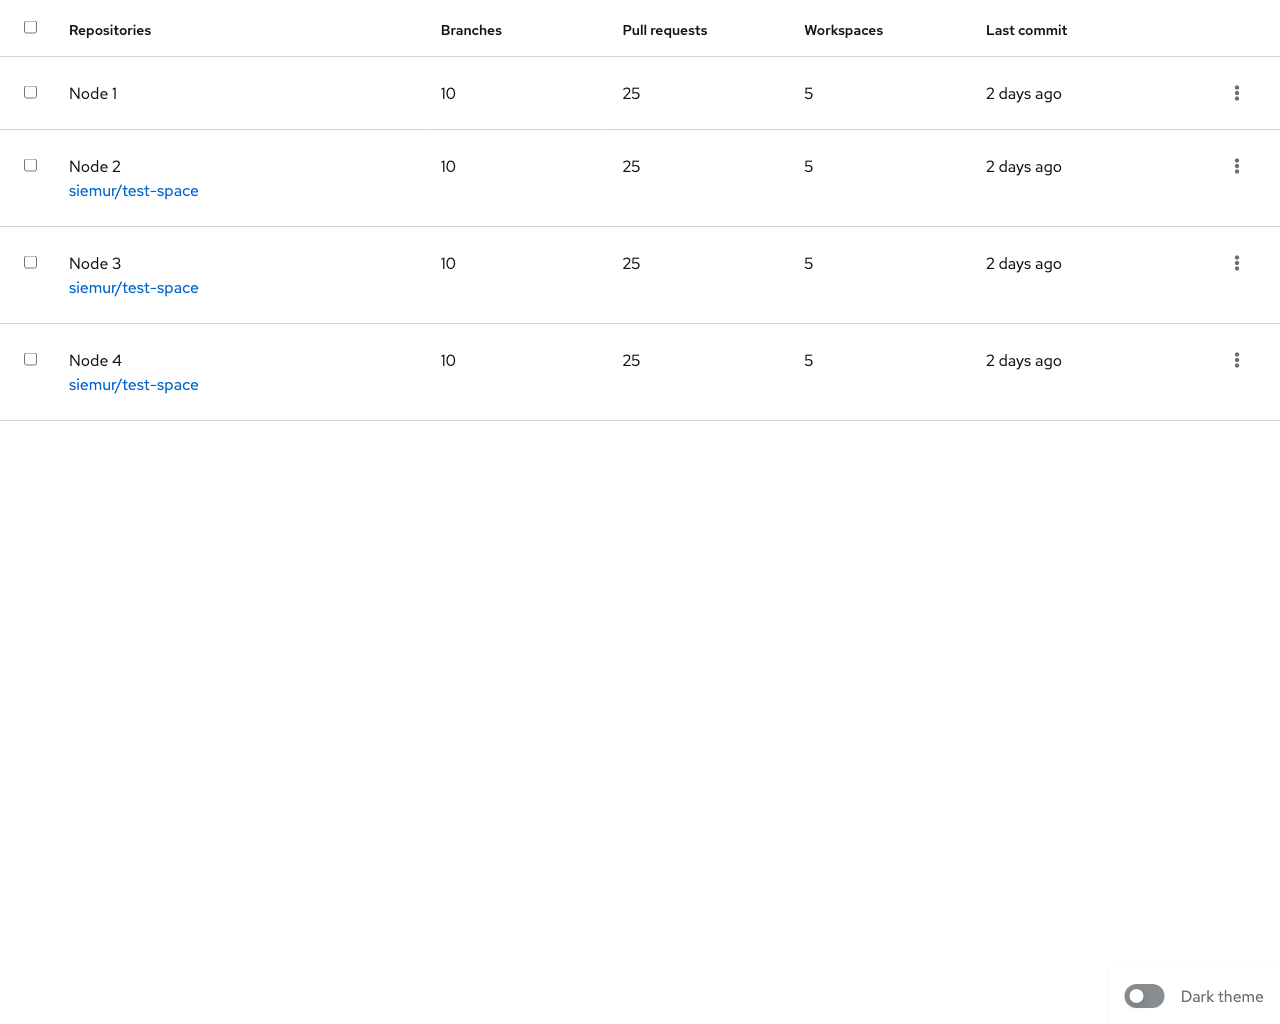 Repositories Branches Pull requests Workspaces Last commit
Node 1 10 25 5 2 days ago
Node 2 10 25 5 2 days ago
siemur/test-space
Node 3 10 25 5 2 days ago
siemur/test-space
Node 4 10 25 5 2 days ago
siemur/test-space
Dark theme